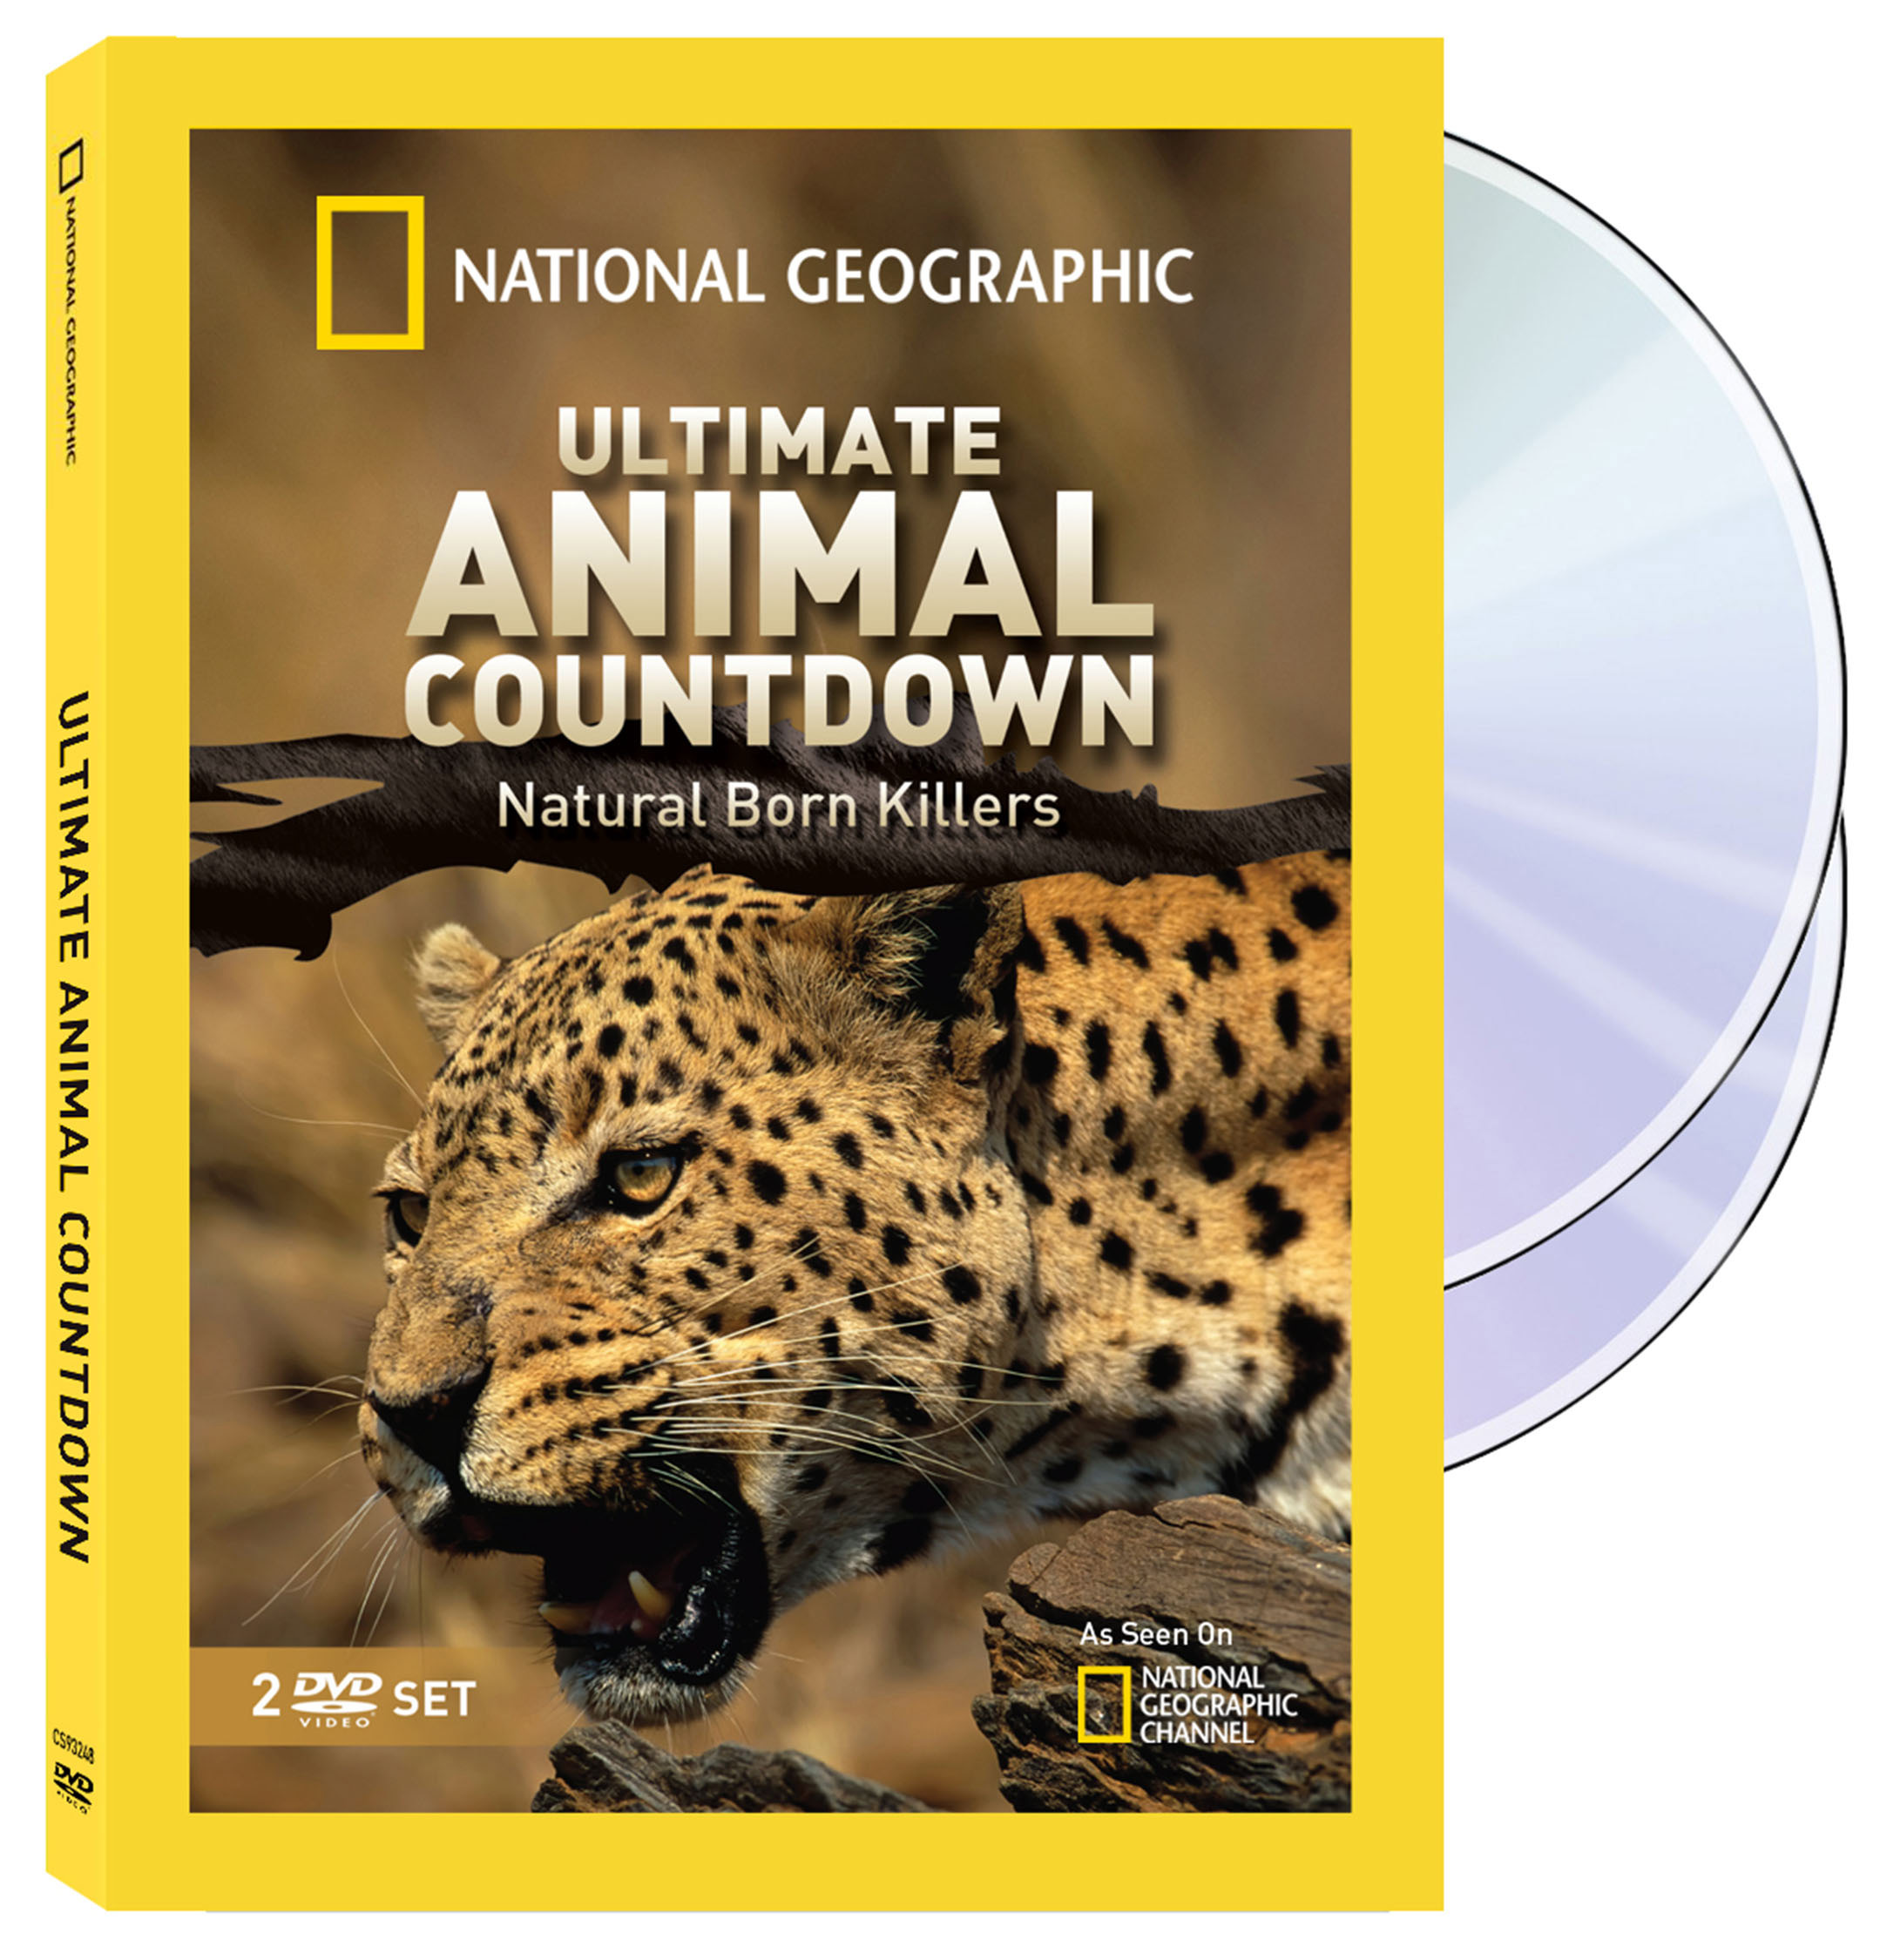 NATIONAL GEOGRAPHIC
ULTIMATE ANIMAL COUNTDOWN
CS93248
DVD
VIDEO
NATIONAL GEOGRAPHIC
ULTIMATE
ANIMAL
COUNTDOWN
Natural Born Killers
2 DVD SET
VIDEO
As Seen On
NATIONAL
GEOGRAPHIC
CHANNEL